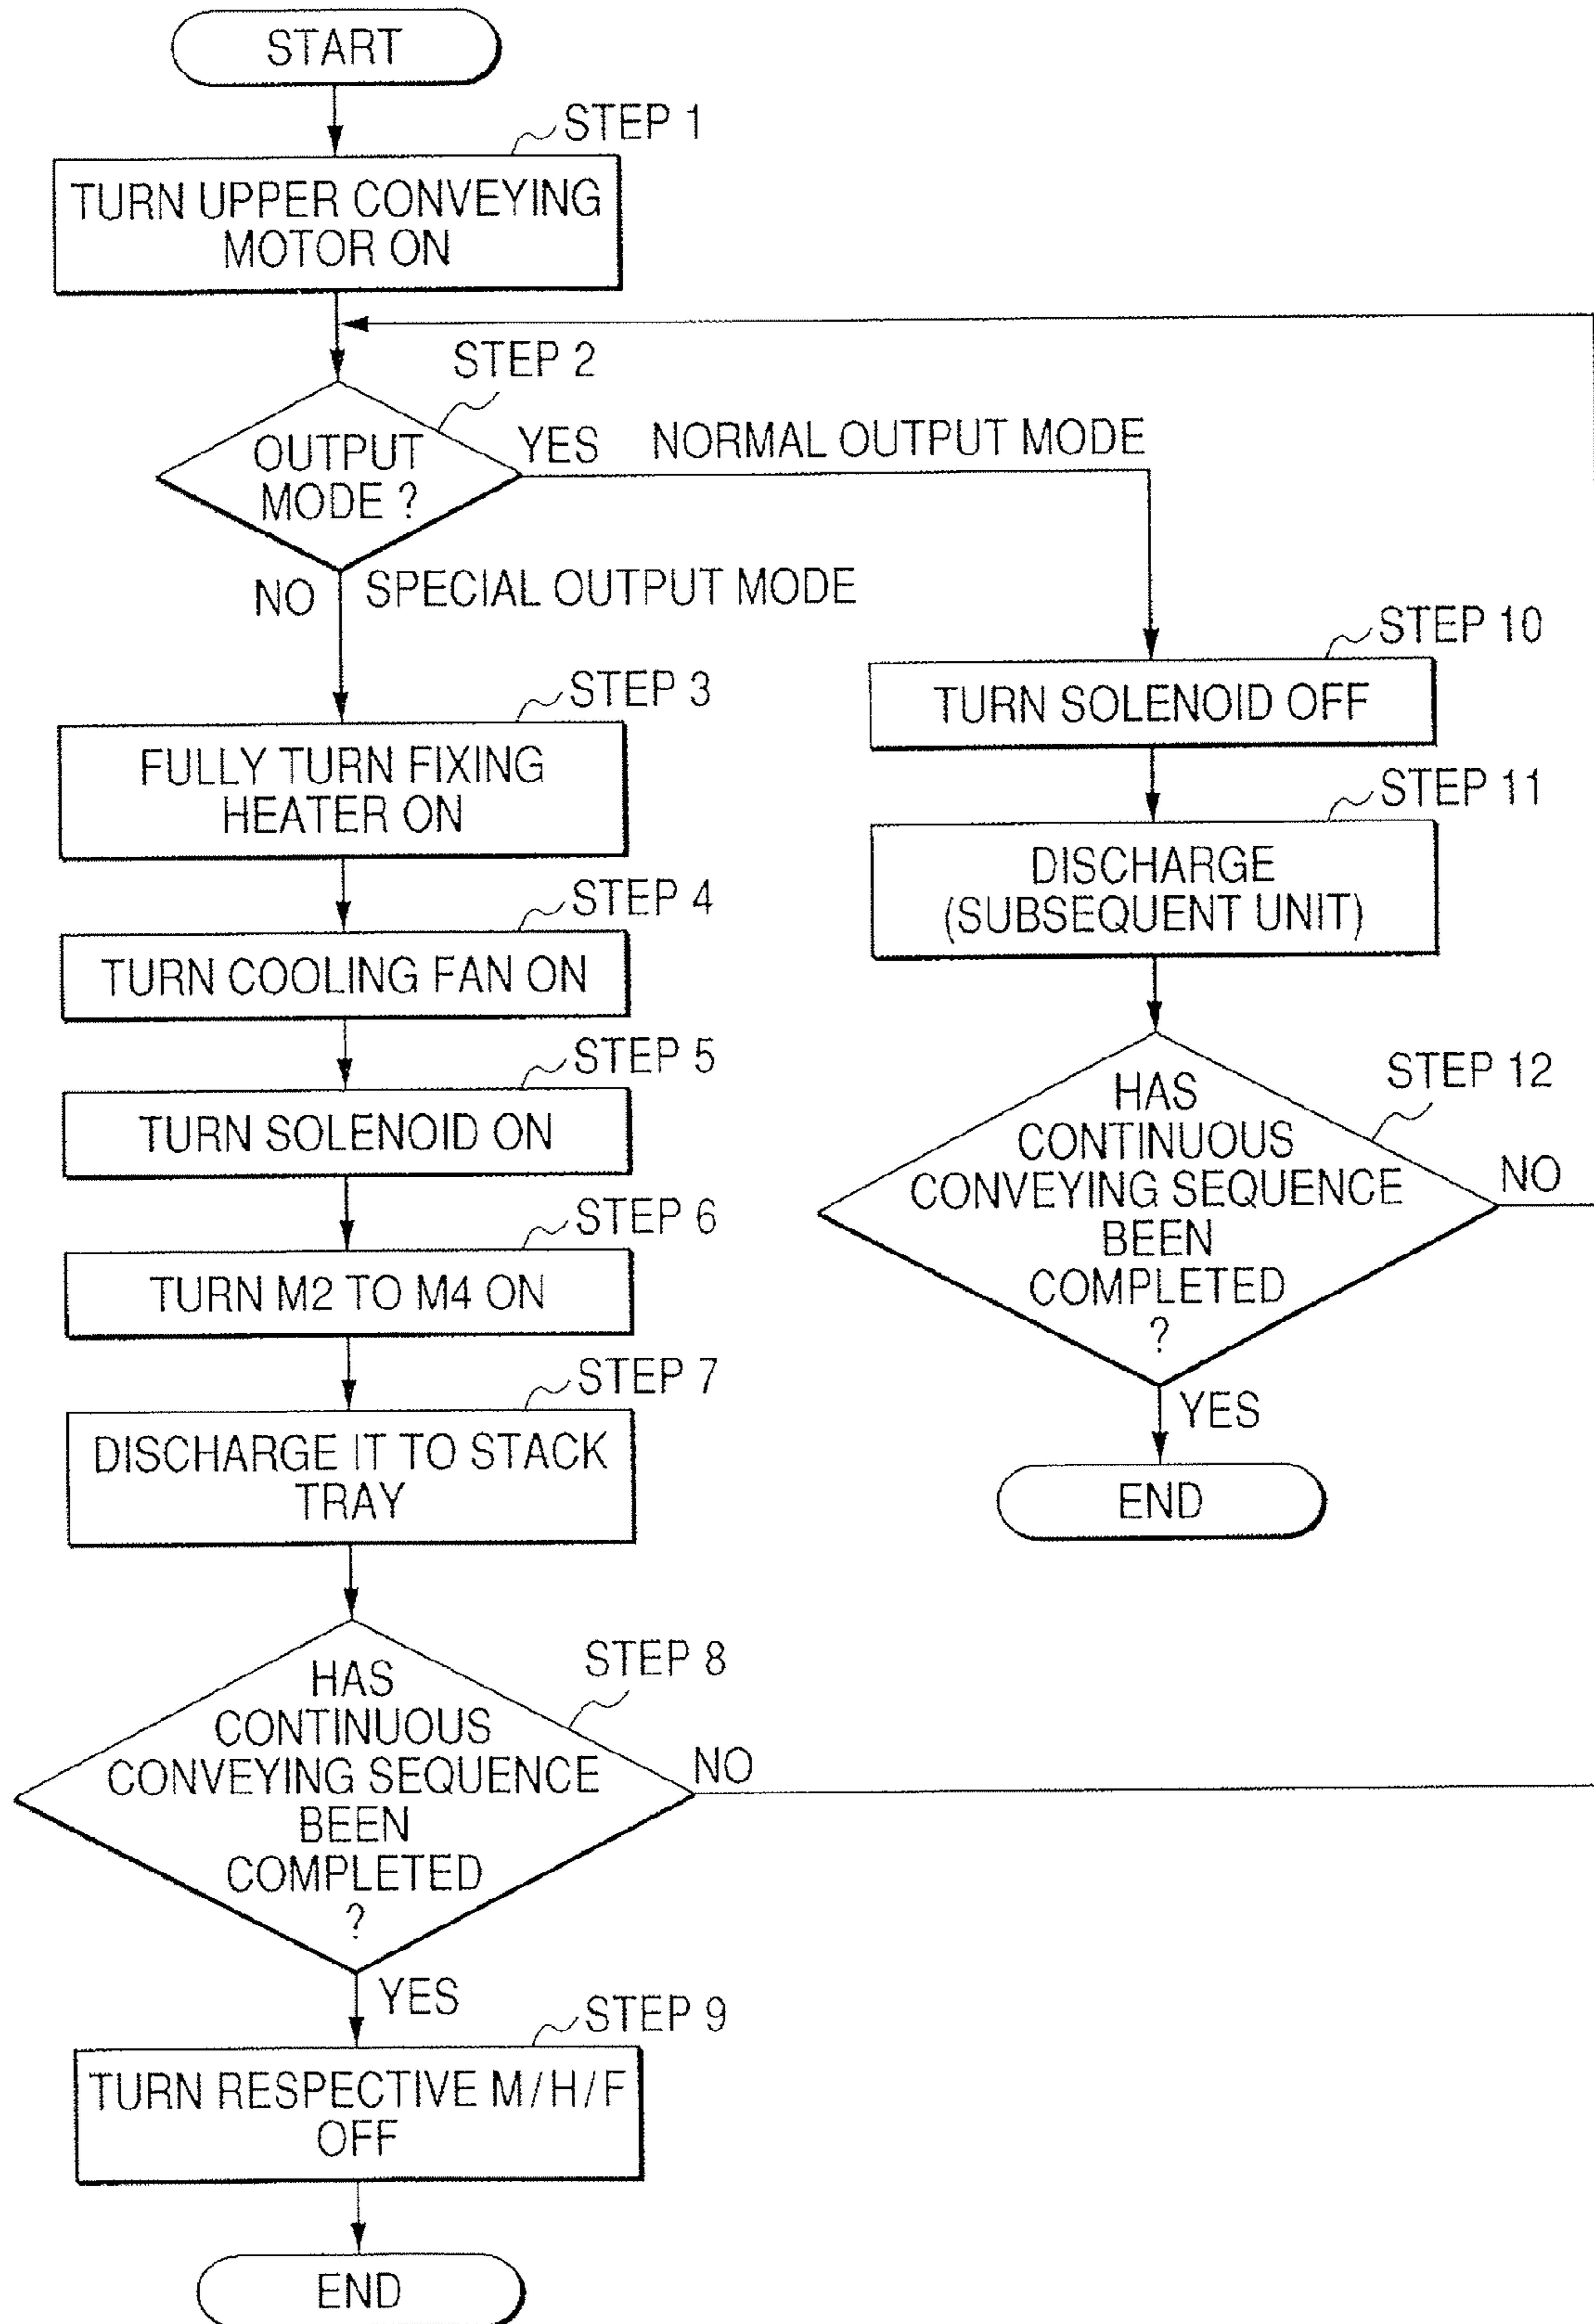 START
STEP 1
TURN UPPER CONVEYING
MOTOR ON
STEP 2
OUTPUT
MODE ?
YES
NORMAL OUTPUT MODE
NO
SPECIAL OUTPUT MODE
STEP 3
FULLY TURN FIXING
HEATER ON
STEP 4
TURN COOLING FAN ON
STEP 5
TURN SOLENOID ON
STEP 6
TURN M2 TO M4 ON
STEP 7
DISCHARGE IT TO STACK
TRAY
STEP 8
HAS
CONTINUOUS
CONVEYING SEQUENCE
BEEN
COMPLETED
?
NO
YES
STEP 9
TURN RESPECTIVE M/H/F
OFF
END
STEP 10
TURN SOLENOID OFF
STEP 11
DISCHARGE
(SUBSEQUENT UNIT)
STEP 12
HAS
CONTINUOUS
CONVEYING SEQUENCE
BEEN
COMPLETED
?
NO
YES
END